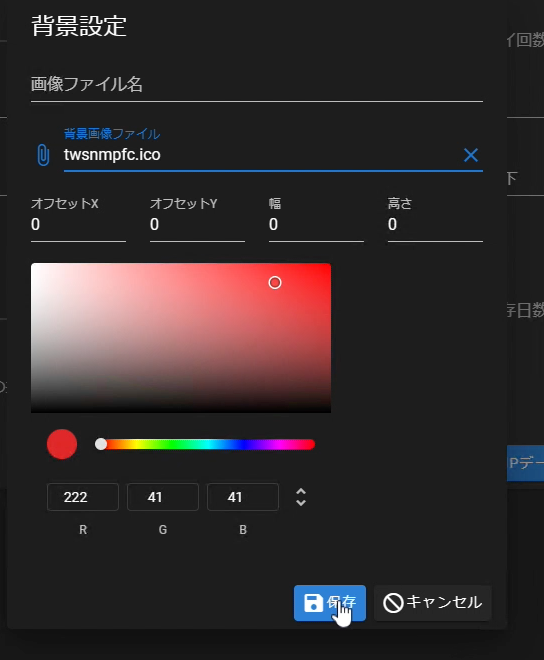 背景設定
画像ファイル名
背景画像ファイル
twsnmpfc.ico
オフセットX オフセットY 幅 高さ
0 0 0 0
222 41 41
R G B
保存 キャンセル
イ回数
下
存日数
Pデー